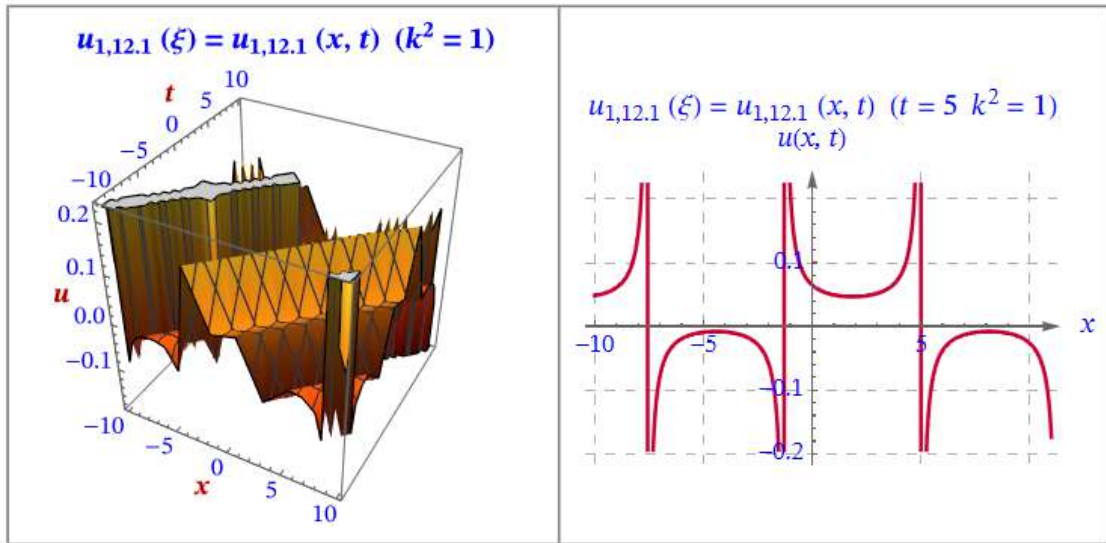 u1,12.1 (ξ) = u1,12.1 (x, t) (k² = 1)
t
10
5
0
−5
−10
0.2
0.1
u
0.0
−0.1
−10
−5
0
x
5
10
u1,12.1 (ξ) = u1,12.1 (x, t) (t = 5 k² = 1)
u(x, t)
0.1
x
−10
−5
5
−0.1
−0.2